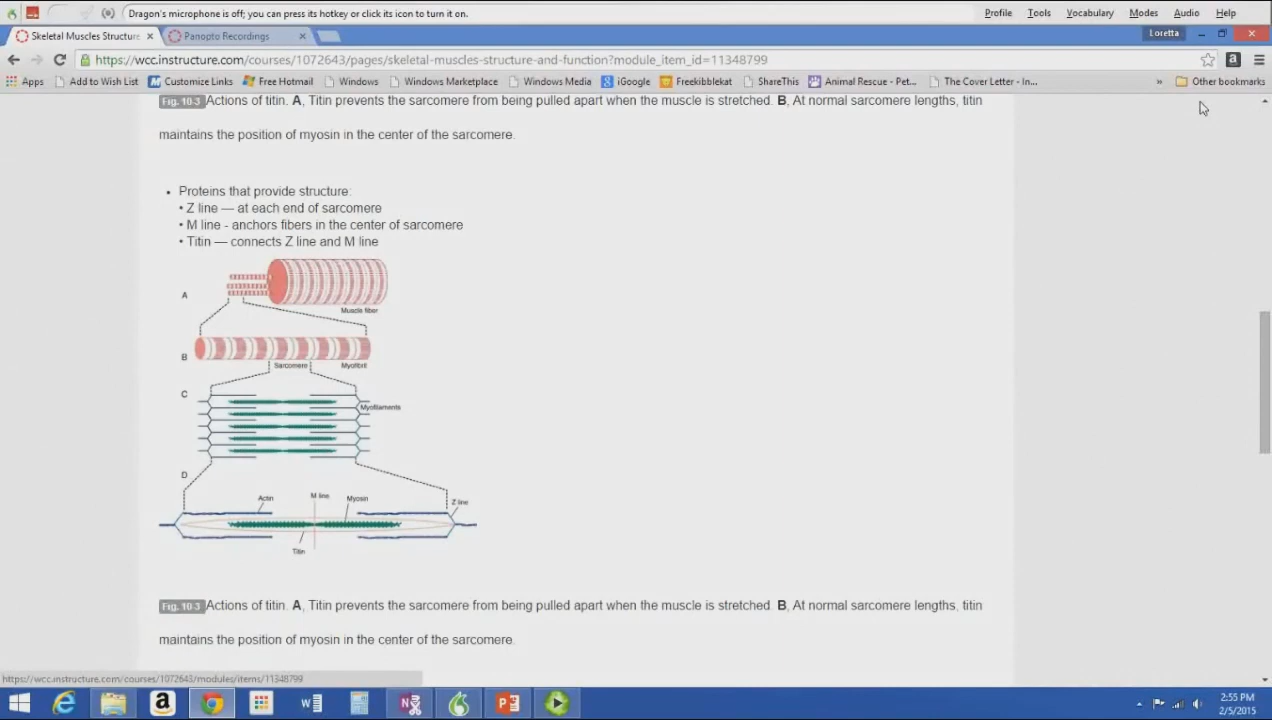 Dragon's microphone is off; you can press its hotkey or click its icon to turn it on.
Profile Tools Vocabulary Modes Audio Help
Skeletal Muscles Structure Panopto Recordings Loretta
https://wcc.instructure.com/courses/1072643/pages/skeletal-muscles-structure-and-function?module_item_id=11348799
Apps Add to Wish List Customize Links Free Hotmail Windows Windows Marketplace Windows Media iGoogle Freekibblekat ShareThis Animal Rescue - Pet... The Cover Letter - In... » Other bookmarks
Fig. 10-3 Actions of titin. A, Titin prevents the sarcomere from being pulled apart when the muscle is stretched. B, At normal sarcomere lengths, titin
maintains the position of myosin in the center of the sarcomere.
• Proteins that provide structure:
• Z line — at each end of sarcomere
• M line - anchors fibers in the center of sarcomere
• Titin — connects Z line and M line
A
Muscle fiber
B
Sarcomere Myofibril
C
Myofilaments
D
Actin M line Myosin Z line
Titin
Fig. 10-3 Actions of titin. A, Titin prevents the sarcomere from being pulled apart when the muscle is stretched. B, At normal sarcomere lengths, titin
maintains the position of myosin in the center of the sarcomere.
https://wcc.instructure.com/courses/1072643/modules/items/11348799
2:55 PM
2/5/2015